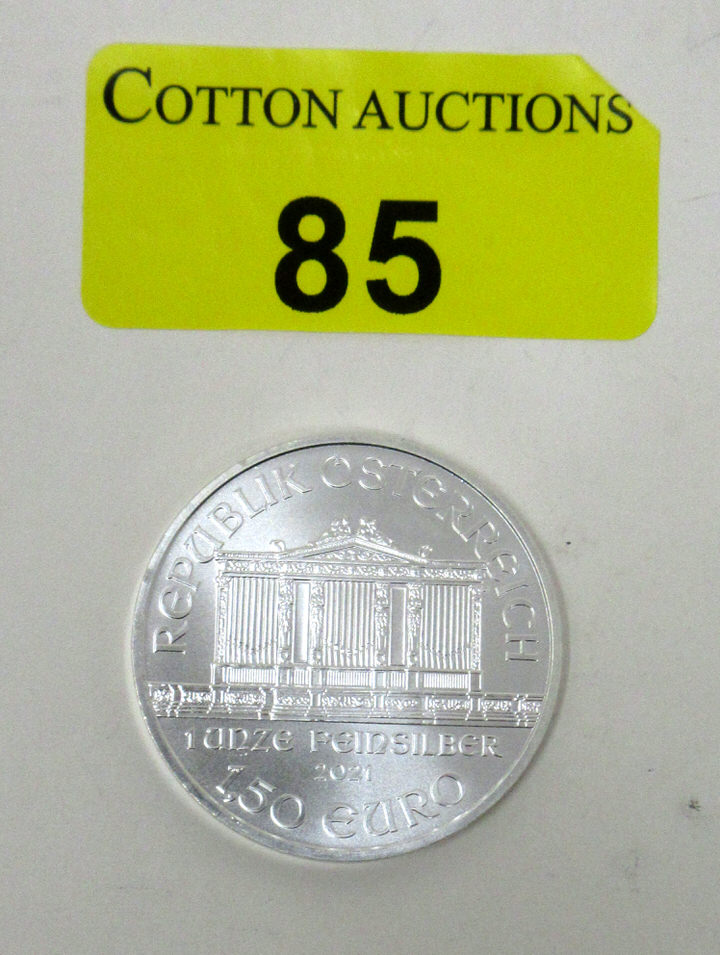 COTTON AUCTIONS
85
REPUBLIK ÖSTERREICH
1 UNZE FEINSILBER
2021
1,50 EURO